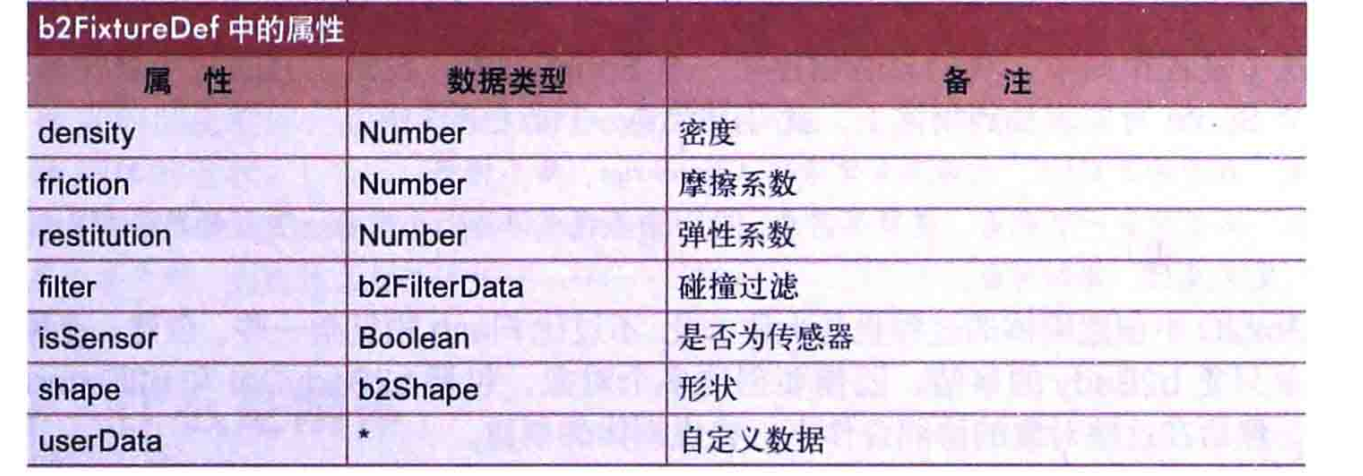 b2FixtureDef 中的属性
属 性 数据类型 备 注
density Number 密度
friction Number 摩擦系数
restitution Number 弹性系数
filter b2FilterData 碰撞过滤
isSensor Boolean 是否为传感器
shape b2Shape 形状
userData * 自定义数据